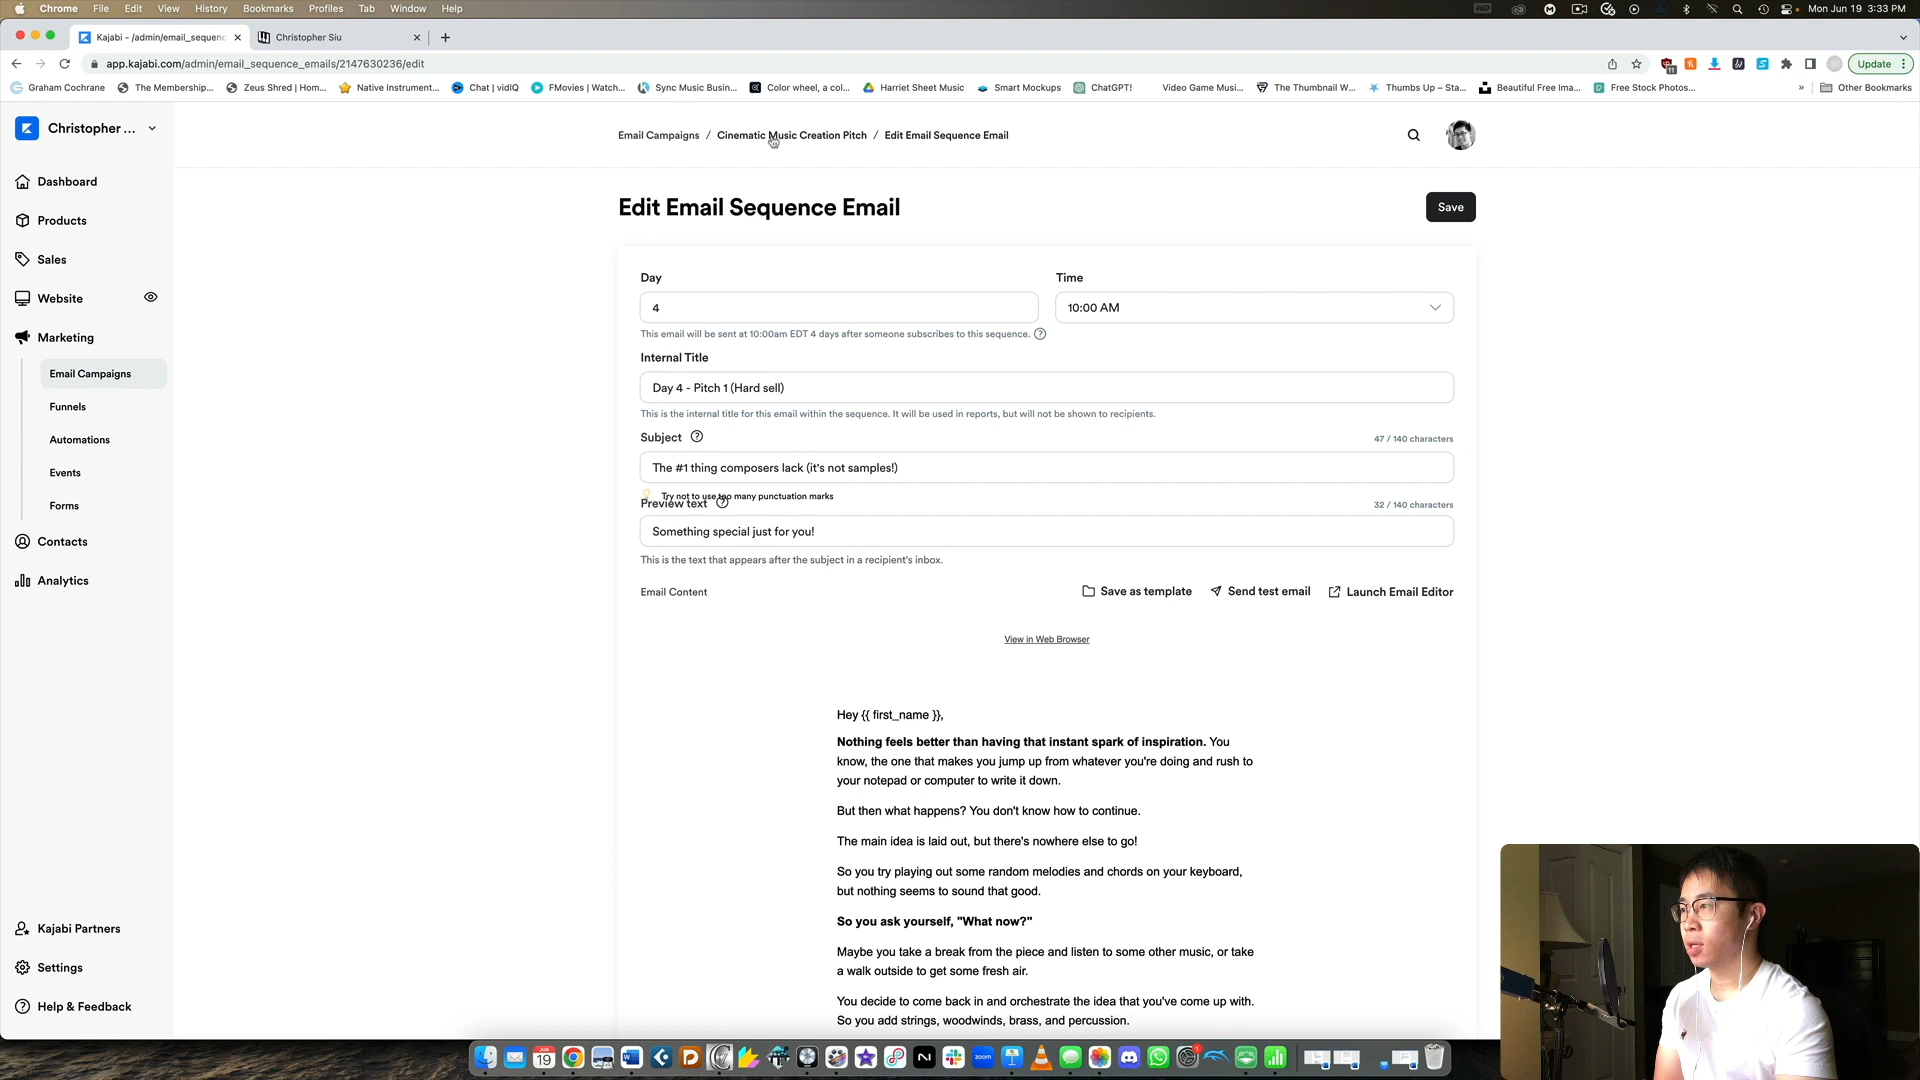 Chrome File Edit View History Bookmarks Profiles Tab Window Help
Mon Jun 19 3:33 PM
Kajabi - /admin/email_sequenc
Christopher Siu
app.kajabi.com/admin/email_sequence_emails/2147630236/edit
11
Update
Graham Cochrane
The Membership...
Zeus Shred | Hom...
Native Instrument...
Chat | vidIQ
FMovies | Watch...
Sync Music Busin...
Color wheel, a col...
Harriet Sheet Music
Smart Mockups
ChatGPT!
Video Game Musi...
The Thumbnail W...
Thumbs Up – Sta...
Beautiful Free Ima...
Free Stock Photos...
»
Other Bookmarks
Christopher ...
Email Campaigns / Cinematic Music Creation Pitch / Edit Email Sequence Email
Dashboard
Products
Sales
Website
Marketing
Email Campaigns
Funnels
Automations
Events
Forms
Contacts
Analytics
Kajabi Partners
Settings
Help & Feedback
Edit Email Sequence Email
Save
Day
Time
4
10:00 AM
This email will be sent at 10:00am EDT 4 days after someone subscribes to this sequence.
Internal Title
Day 4 - Pitch 1 (Hard sell)
This is the internal title for this email within the sequence. It will be used in reports, but will not be shown to recipients.
Subject
47 / 140 characters
The #1 thing composers lack (it's not samples!)
Try not to use too many punctuation marks
Preview text
32 / 140 characters
Something special just for you!
This is the text that appears after the subject in a recipient's inbox.
Email Content
Save as template
Send test email
Launch Email Editor
View in Web Browser
Hey {{ first_name }},
Nothing feels better than having that instant spark of inspiration. You
know, the one that makes you jump up from whatever you're doing and rush to
your notepad or computer to write it down.
But then what happens? You don't know how to continue.
The main idea is laid out, but there's nowhere else to go!
So you try playing out some random melodies and chords on your keyboard,
but nothing seems to sound that good.
So you ask yourself, "What now?"
Maybe you take a break from the piece and listen to some other music, or take
a walk outside to get some fresh air.
You decide to come back in and orchestrate the idea that you've come up with.
So you add strings, woodwinds, brass, and percussion.
JUN
19
zoom
1